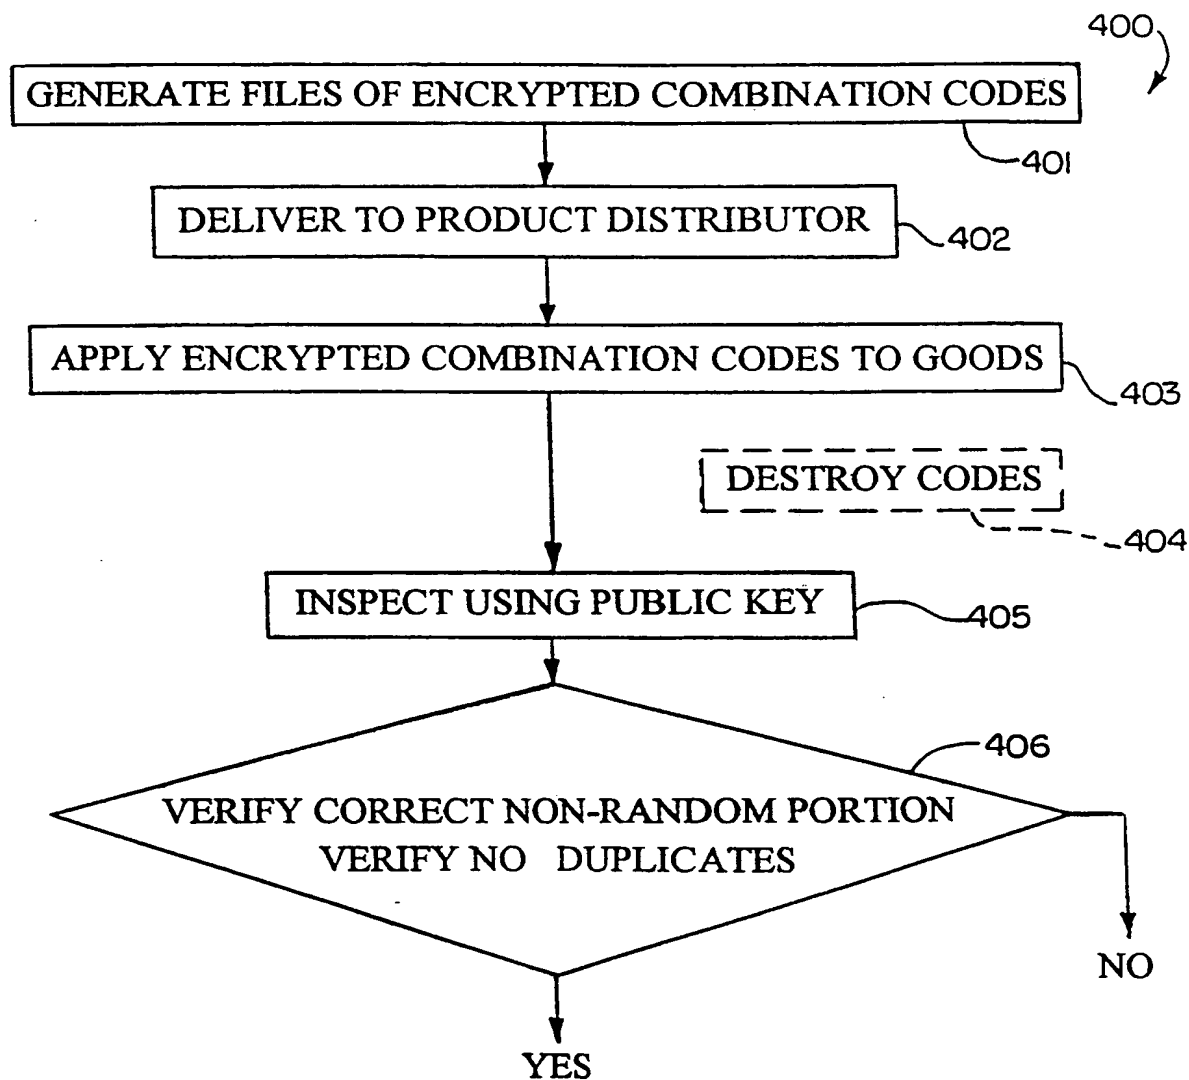 400
GENERATE FILES OF ENCRYPTED COMBINATION CODES
401
DELIVER TO PRODUCT DISTRIBUTOR
402
APPLY ENCRYPTED COMBINATION CODES TO GOODS
403
DESTROY CODES
404
INSPECT USING PUBLIC KEY
405
406
VERIFY CORRECT NON-RANDOM PORTION
VERIFY NO DUPLICATES
NO
YES